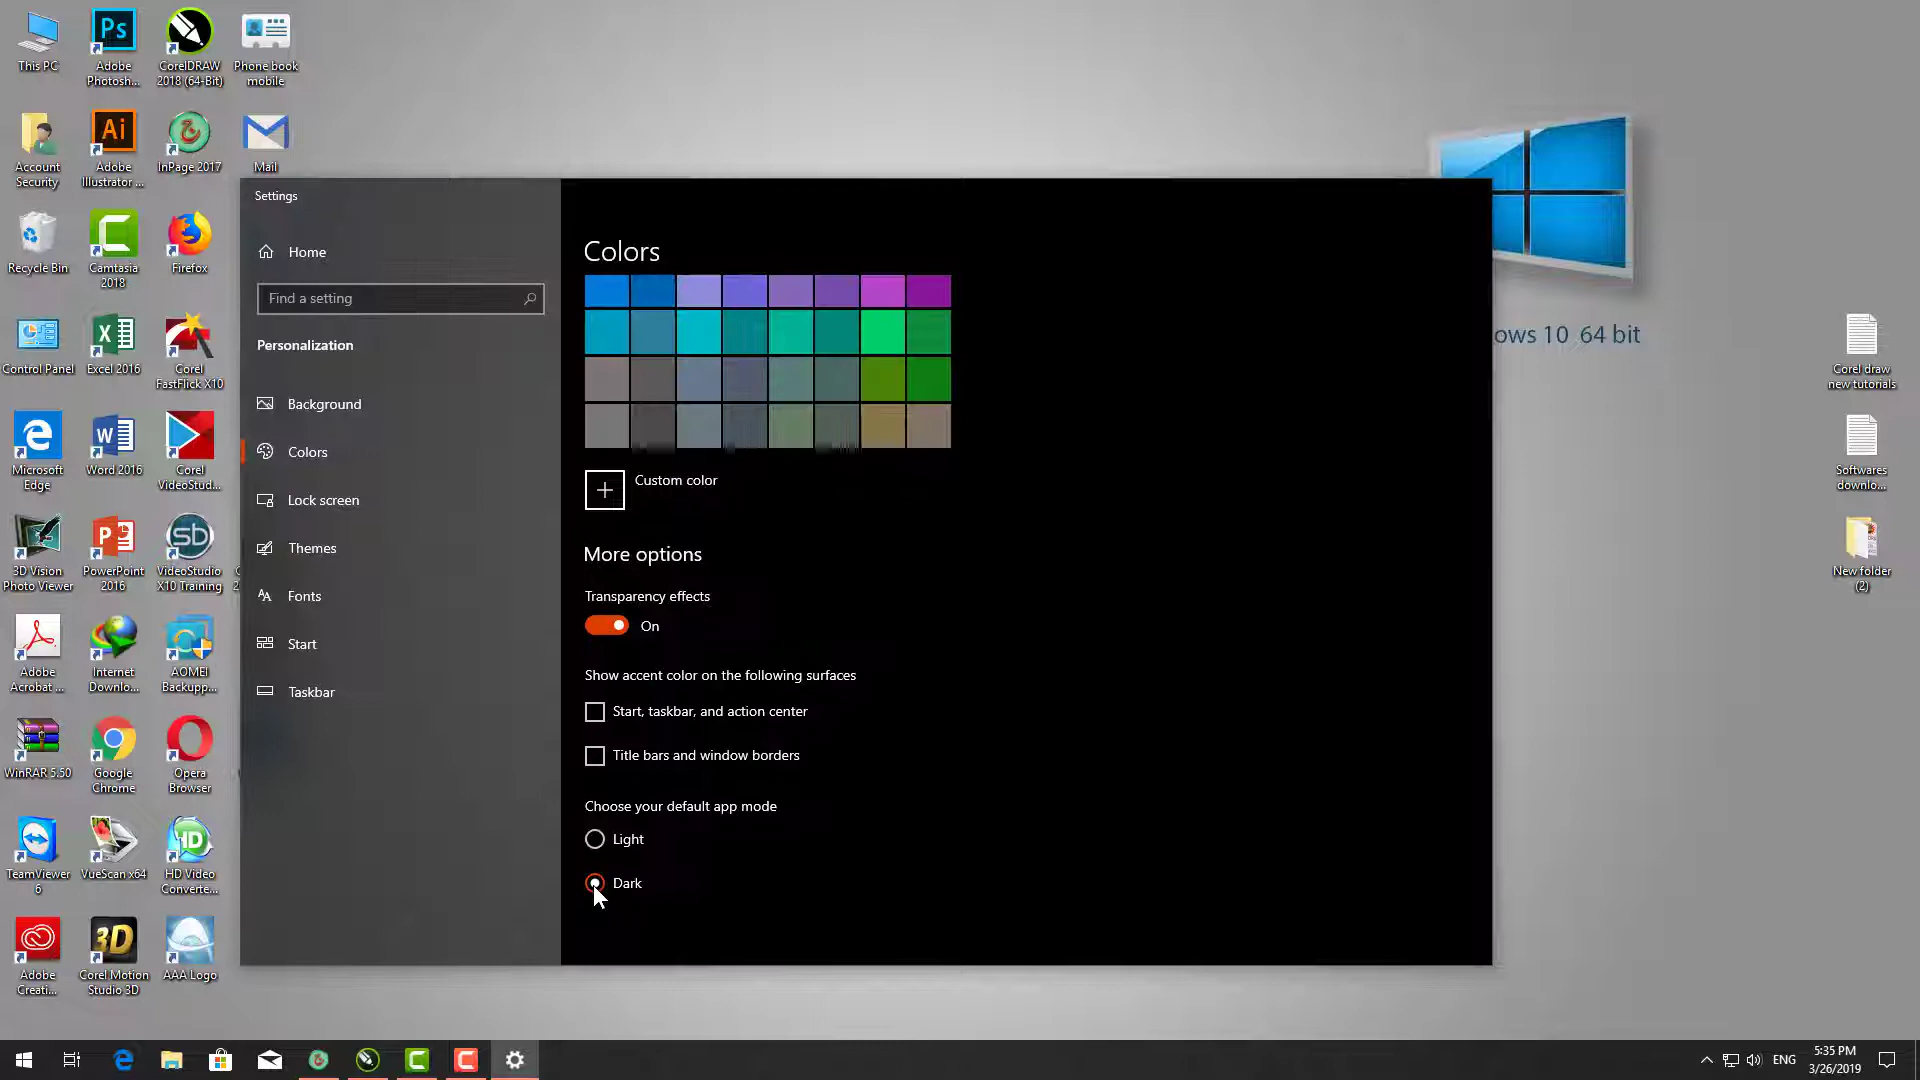 This PC
Adobe
Photosh...
CorelDRAW
2018 (64-Bit)
Phone book
mobile
Account
Security
Adobe
Illustrator ...
InPage 2017
Mail
Recycle Bin
Camtasia
2018
Firefox
Control Panel
Excel 2016
Corel
FastFlick X10
Microsoft
Edge
Word 2016
Corel
VideoStud...
3D Vision
Photo Viewer
PowerPoint
2016
VideoStudio
X10 Training
Adobe
Acrobat ...
Internet
Downlo...
AOMEI
Backupp...
WinRAR 5.50
Google
Chrome
Opera
Browser
TeamViewer
6
VueScan x64
HD Video
Converte...
Adobe
Creati...
Corel Motion
Studio 3D
AAA Logo
Settings
Home
Find a setting
Personalization
Background
Colors
Lock screen
Themes
Fonts
Start
Taskbar
Colors
Custom color
More options
Transparency effects
On
Show accent color on the following surfaces
Start, taskbar, and action center
Title bars and window borders
Choose your default app mode
Light
Dark
ows 10 64 bit
Corel draw
new tutorials
Softwares
downlo...
New folder
(2)
ENG
5:35 PM
3/26/2019